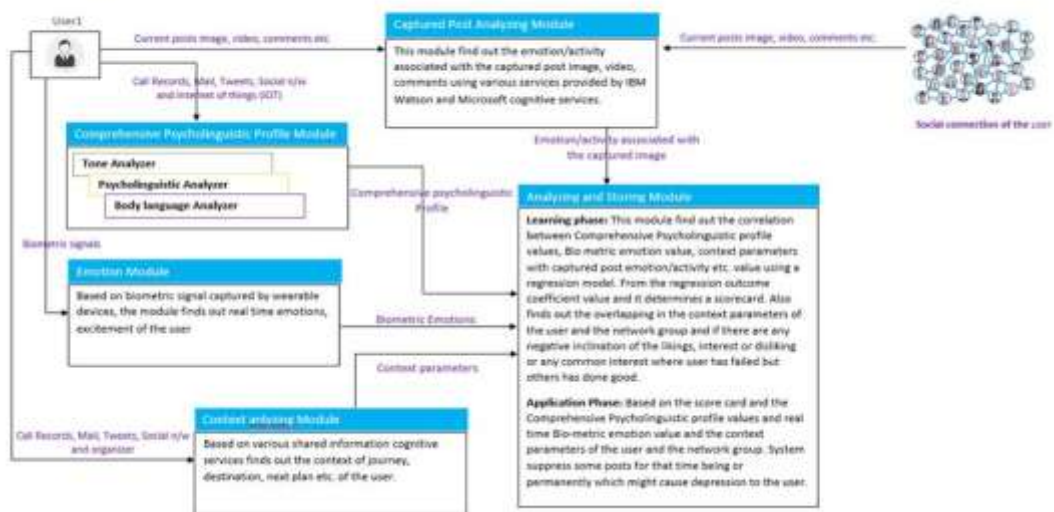 User1
Captured Post Analyzing Module
This module find out the emotion/activity
associated with the captured post image, video,
comments using various services provided by IBM
Watson and Microsoft cognitive services.
Current posts image, video, comments etc.
Current posts image, video, comments etc.
Social connection of the user
Call Records, Mail, Tweets, Social n/w
and internet of things (IOT)
Comprehensive Psycholinguistic Profile Module
Tone Analyzer
Psycholinguistic Analyzer
Body language Analyzer
Emotion/activity associated with
the captured image
Comprehensive psycholinguistic
Profile
Analyzing and Storing Module
Learning phase: This module find out the correlation
between Comprehensive Psycholinguistic profile
values, Bio metric emotion value, context parameters
with captured post emotion/activity etc. value using a
regression model. From the regression outcome
coefficient value and it determines a scorecard. Also
finds out the overlapping in the context parameters of
the user and the network group and if there are any
negative inclination of the likings, interest or disliking
or any common interest where user has failed but
others has done good.
Application Phase: Based on the score card and the
Comprehensive Psycholinguistic profile values and real
time Bio-metric emotion value and the context
parameters of the user and the network group. System
suppress some posts for that time being or
permanently which might cause depression to the user.
Biometric signals
Emotion Module
Based on biometric signal captured by wearable
devices, the module finds out real time emotions,
excitement of the user
Biometric Emotions
Context parameters
Context anlyzing Module
Based on various shared information cognitive
services finds out the context of journey,
destination, next plan etc. of the user.
Call Records, Mail, Tweets, Social n/w
and organizer